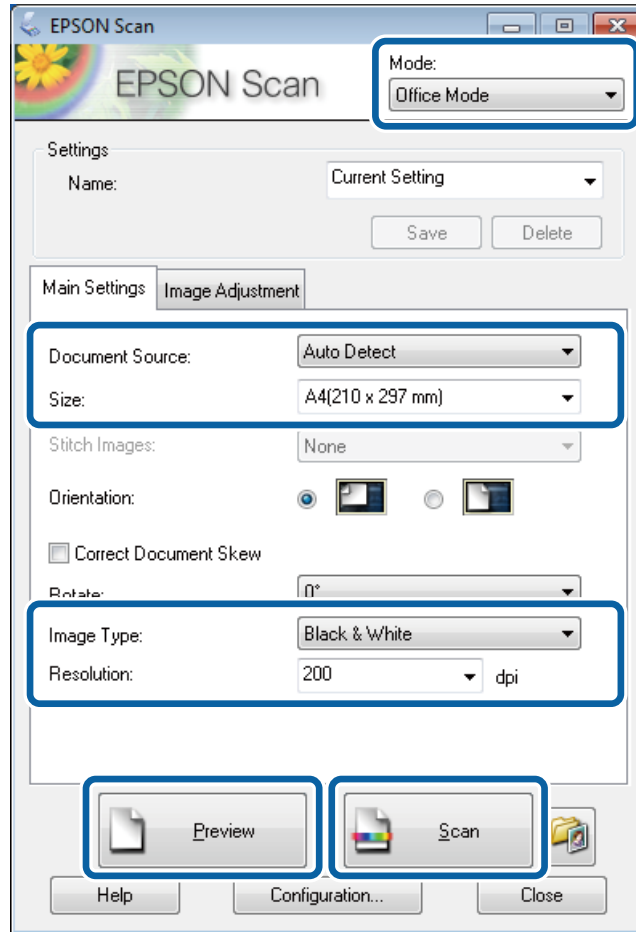 EPSON Scan
EPSON Scan
Mode:
Office Mode
Settings
Name: Current Setting
Save Delete
Main Settings Image Adjustment
Document Source: Auto Detect
Size: A4(210 x 297 mm)
Stitch Images: None
Orientation:
Correct Document Skew
Rotate: 0°
Image Type: Black & White
Resolution: 200 dpi
Preview Scan
Help Configuration... Close